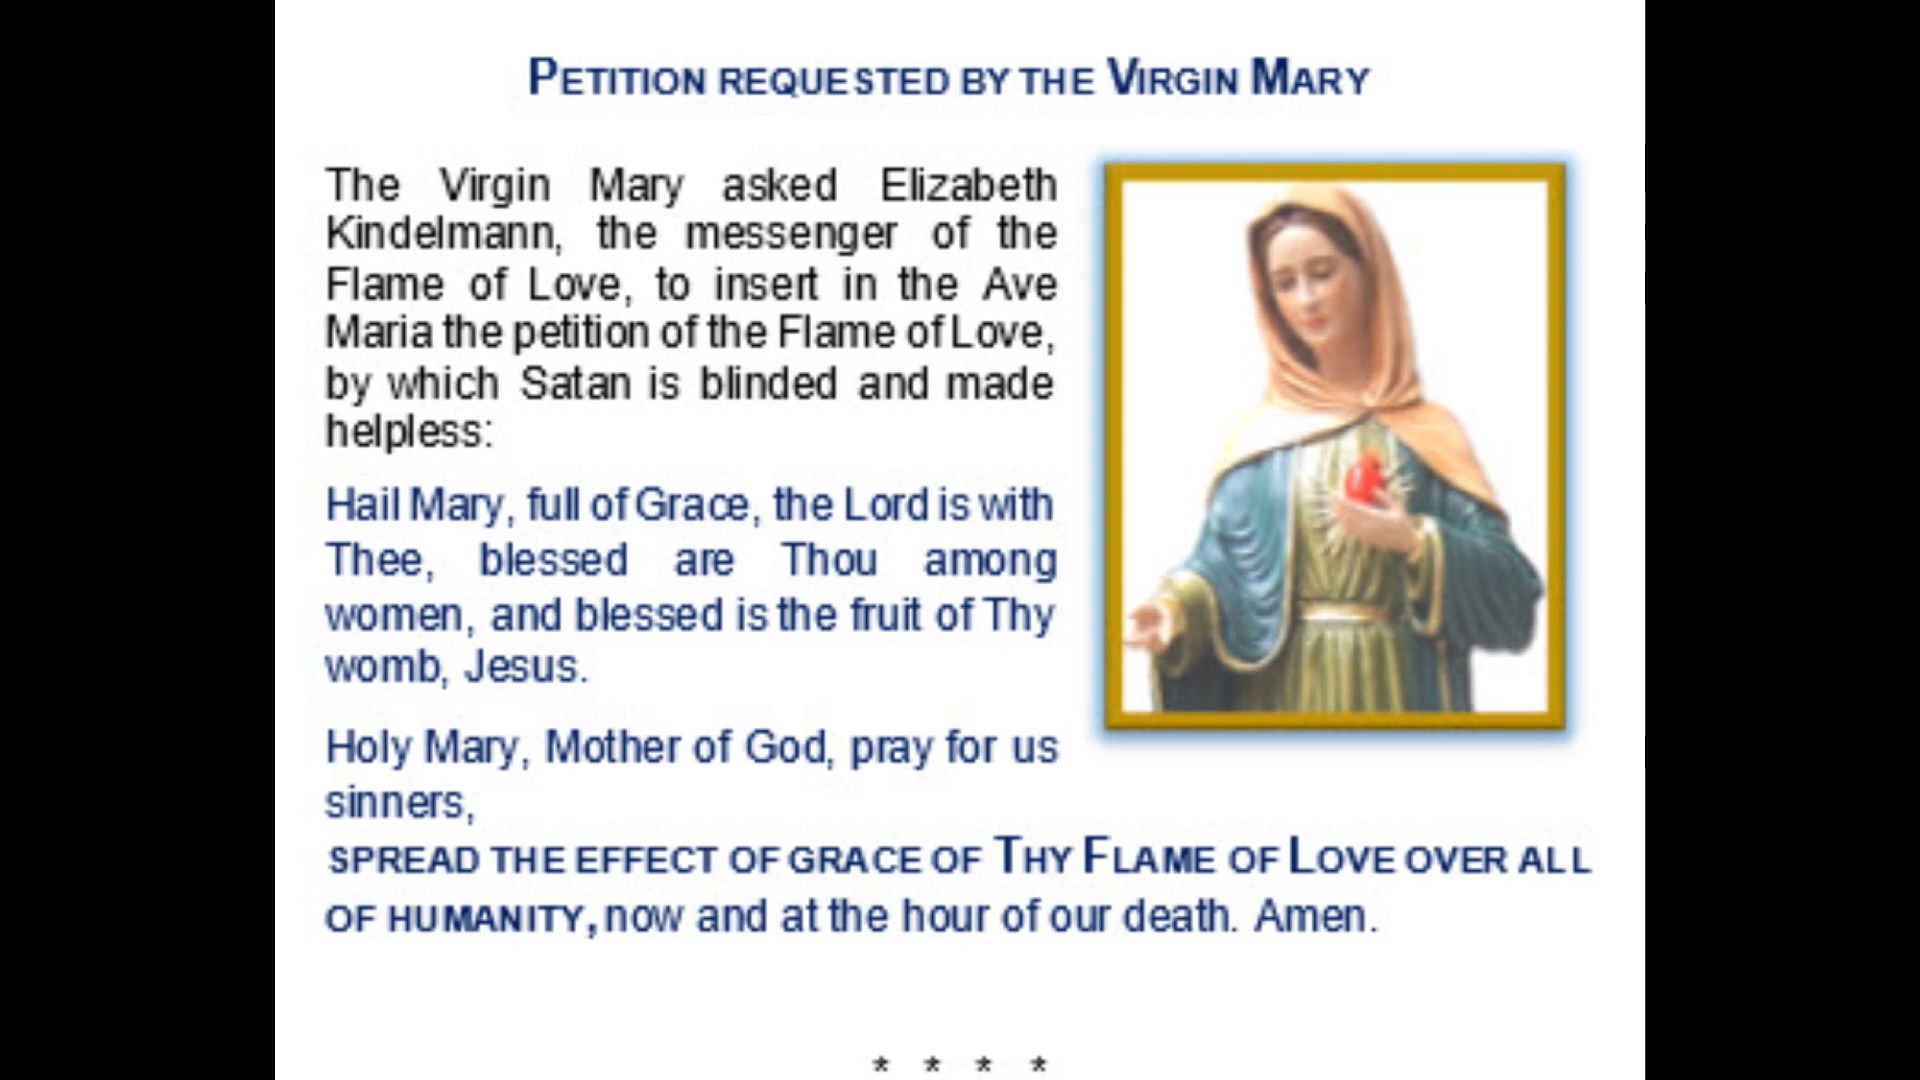 PETITION REQUESTED BY THE VIRGIN MARY
The Virgin Mary asked Elizabeth
Kindelmann, the messenger of the
Flame of Love, to insert in the Ave
Maria the petition of the Flame of Love,
by which Satan is blinded and made
helpless:
Hail Mary, full of Grace, the Lord is with
Thee, blessed are Thou among
women, and blessed is the fruit of Thy
womb, Jesus.
Holy Mary, Mother of God, pray for us
sinners,
SPREAD THE EFFECT OF GRACE OF THY FLAME OF LOVE OVER ALL
OF HUMANITY, now and at the hour of our death. Amen.
* * * *